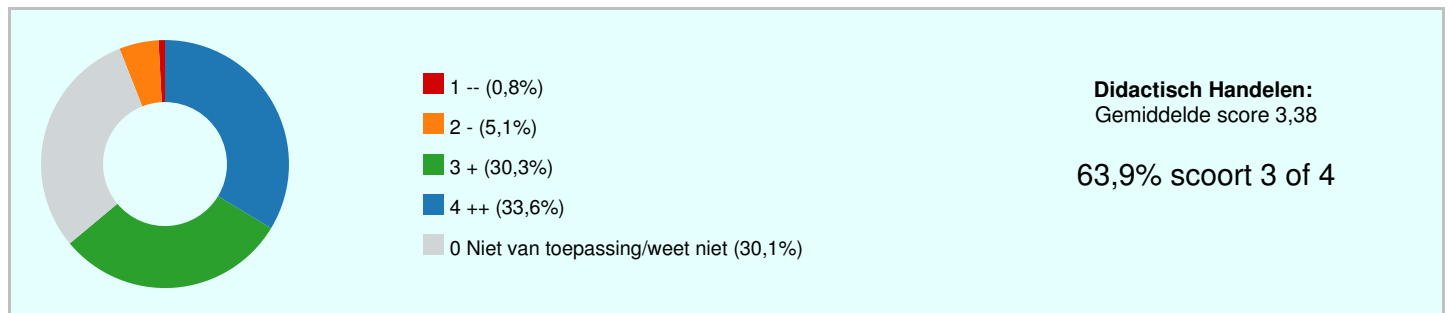 1 -- (0,8%)
2 - (5,1%)
3 + (30,3%)
4 ++ (33,6%)
0 Niet van toepassing/weet niet (30,1%)
Didactisch Handelen:
Gemiddelde score 3,38
63,9% scoort 3 of 4